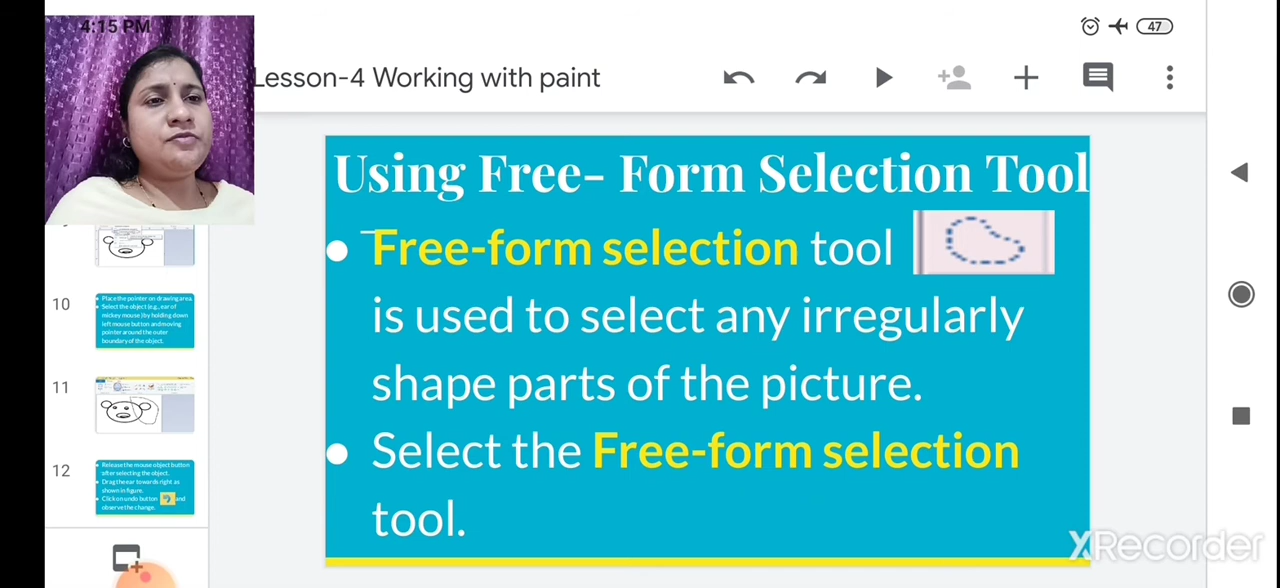 4:15 PM
47
Lesson-4 Working with paint
Using Free- Form Selection Tool
Free-form selection tool
is used to select any irregularly
shape parts of the picture.
Select the Free-form selection
tool.
10
Place the pointer on drawing area.
Select the object (e.g., ear of
mickey mouse) by holding down
left mouse button and moving
pointer around the outer
boundary of the object.
11
12
Release the mouse object button
after selecting the object.
Drag the ear towards right as
shown in figure.
Click on undo button and
observe the change.
XRecorder